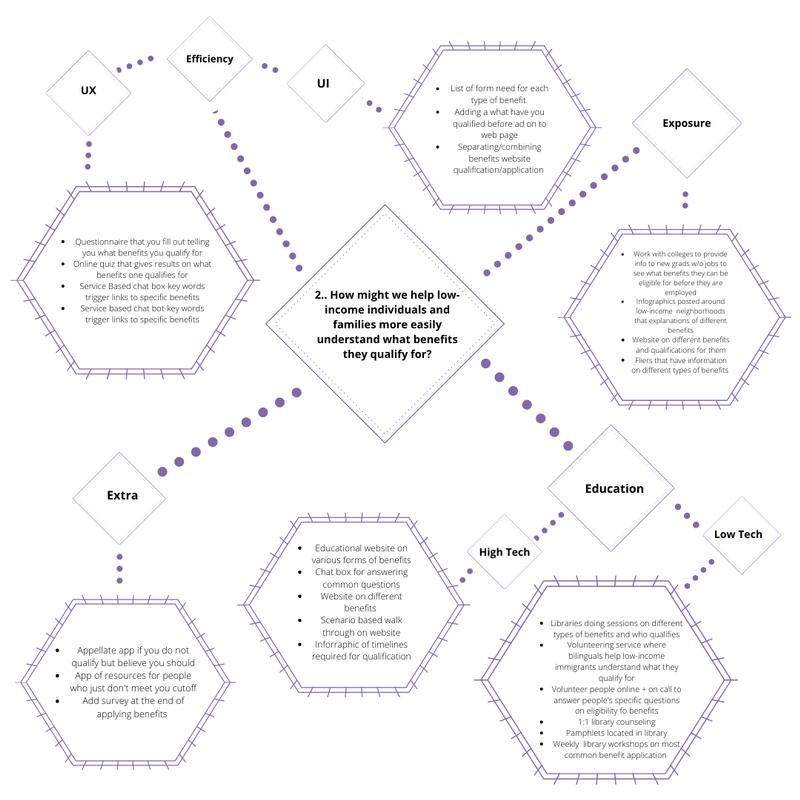 Efficiency
UX
UI
• List of form need for each
type of benefit
• Adding a what have you
qualified before ad on to
web page
• Separating/combining
benefits website
qualification/application
Exposure
• Questionnaire that you fill out telling
you what benefits you qualify for
• Online quiz that gives results on what
benefits one qualifies for
• Service Based chat box-key words
trigger links to specific benefits
• Service based chat bot-key words
trigger links to specific benefits
• Work with colleges to provide
info to new grads w/o jobs to
see what benefits they can be
eligible for before they are
employed
• Infographics posted around
low-income neighborhoods
that explanations of different
benefits
• Website on different benefits
and qualifications for them
• Fliers that have information
on different types of benefits
2.. How might we help low-
income individuals and
families more easily
understand what benefits
they qualify for?
Extra
• Appellate app if you do not
qualify but believe you should
• App of resources for people
who just don't meet you cutoff
• Add survey at the end of
applying benefits
Education
High Tech
Low Tech
• Educational website on
various forms of benefits
• Chat box for answering
common questions
• Website on different
benefits
• Scenario based walk
through on website
• Inforraphic of timelines
required for qualification
• Libraries doing sessions on different
types of benefits and who qualifies
• Volunteering service where
bilinguals help low-income
immigrants understand what they
qualify for
• Volunteer people online + on call to
answer people's specific questions
on eligibility fo benefits
• 1:1 library counseling
• Pamphlets located in library
• Weekly library workshops on most
common benefit application